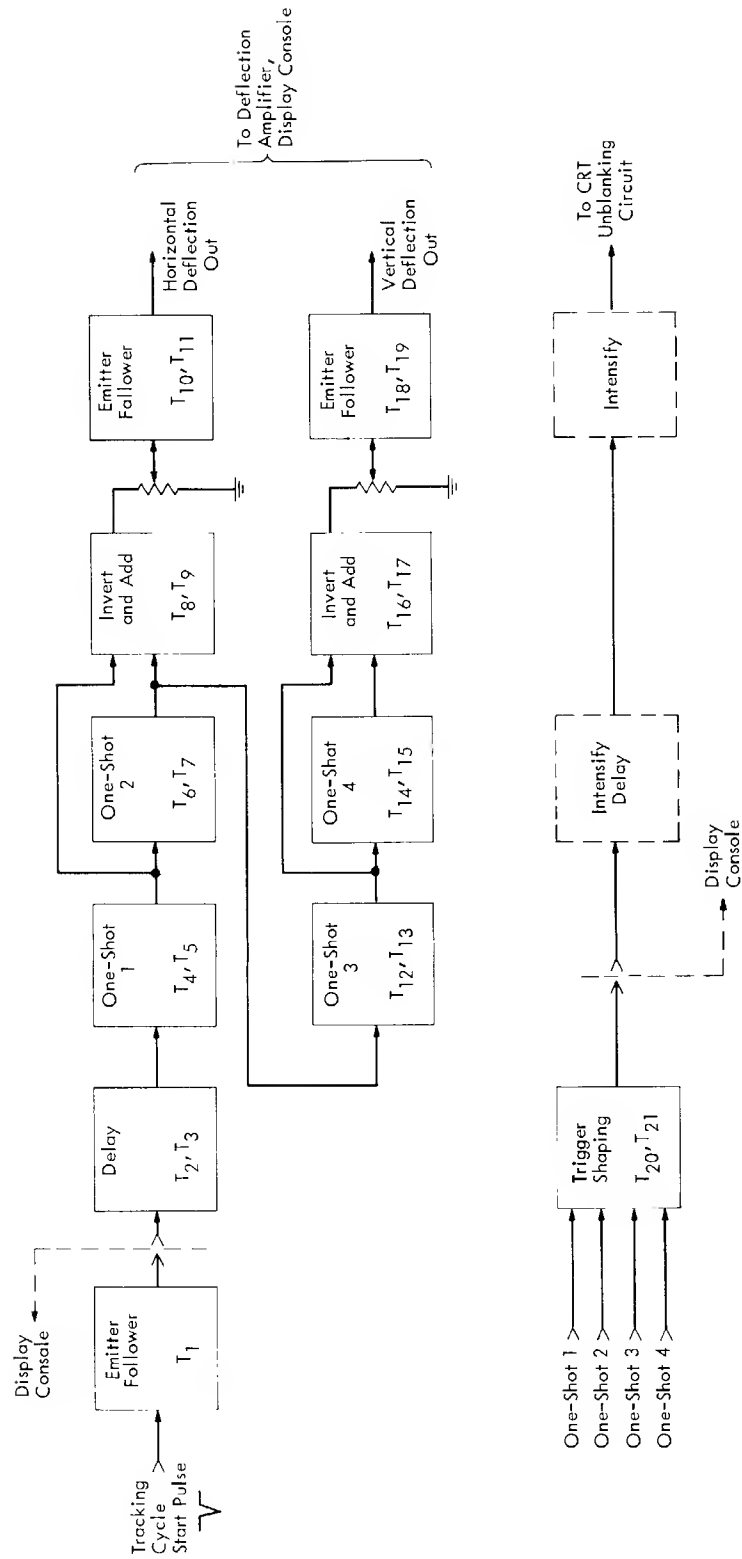 Tracking
Cycle
Start Pulse
Emitter
Follower
T1
Display
Consale
Delay
T2, T3
One-Shot
1
T4, T5
One-Shot
2
T6, T7
Invert
and Add
T8, T9
Emitter
Fallower
T10, T11
Horizontal
Deflection
Out
To Deflection
Amplifier,
Display Console
One-Shot
3
T12, T13
One-Shat
4
T14, T15
Invert
and Add
T16, T17
Emitter
Follower
T18, T19
Vertical
Deflection
Out
One-Shot 1
One-Shot 2
One-Shot 3
One-Shot 4
Trigger
Shaping
T20, T21
Display
Console
Intensify
Delay
Intensify
To CRT
Unblanking
Circuit